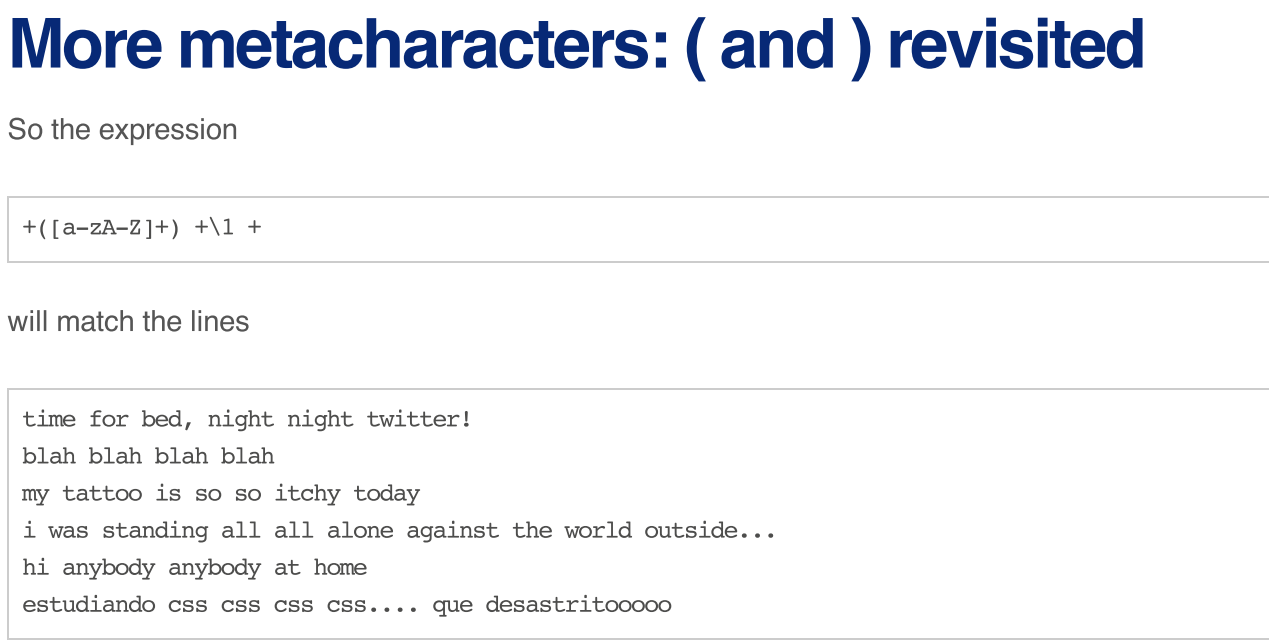 More metacharacters: ( and ) revisited
So the expression
+([a-zA-Z]+) +\1 +
will match the lines
time for bed, night night twitter!
blah blah blah blah
my tattoo is so so itchy today
i was standing all all alone against the world outside...
hi anybody anybody at home
estudiando css css css css.... que desastritooooo